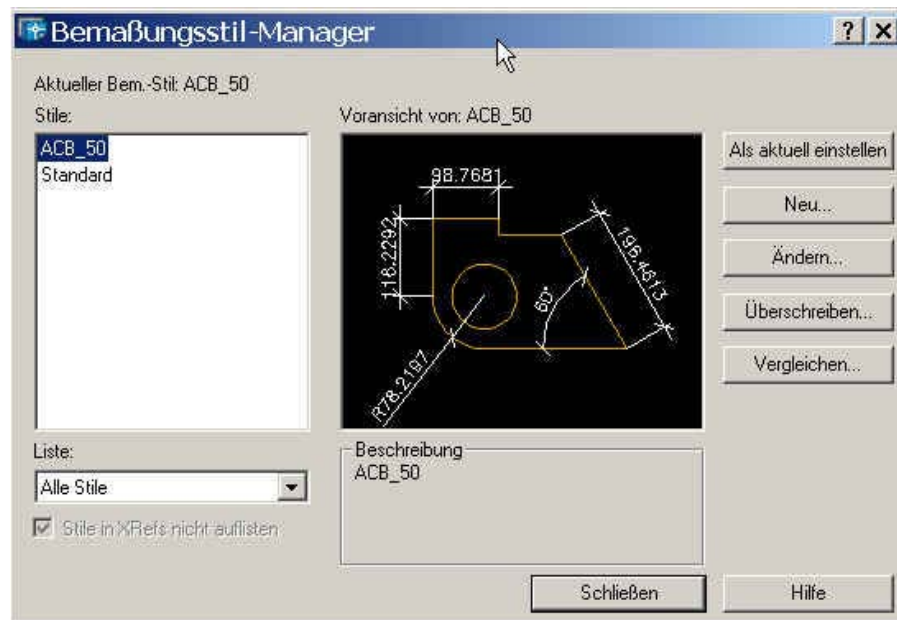 Bemaßungsstil-Manager
Aktueller Bem.-Stil: ACB_50
Stile:
ACB_50
Standard
Voransicht von: ACB_50
98.7681
118.2292
196.4613
60°
R78.2197
Als aktuell einstellen
Neu...
Ändern...
Überschreiben...
Vergleichen...
Liste:
Alle Stile
Stile in XRefs nicht auflisten
Beschreibung
ACB_50
Schließen
Hilfe